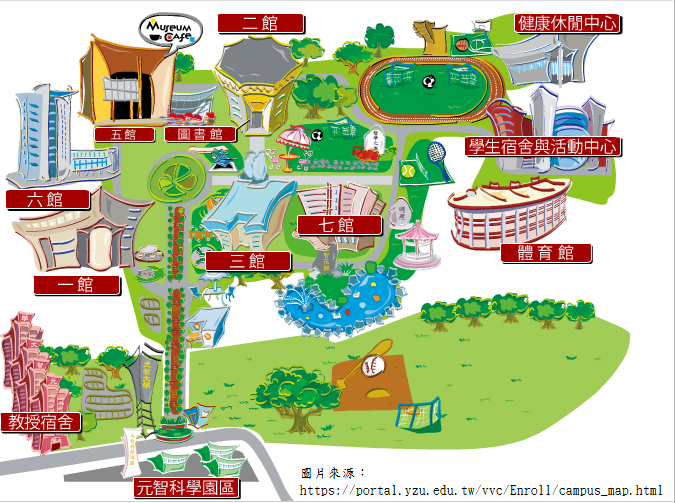 MUSEUM
CAFE
二館
健康休閒中心
五館
圖書館
學生宿舍與活動中心
六館
七館
體育館
三館
一館
教授宿舍
元智科學園區
圖片來源：
https://portal.yzu.edu.tw/vvc/Enroll/campus_map.html